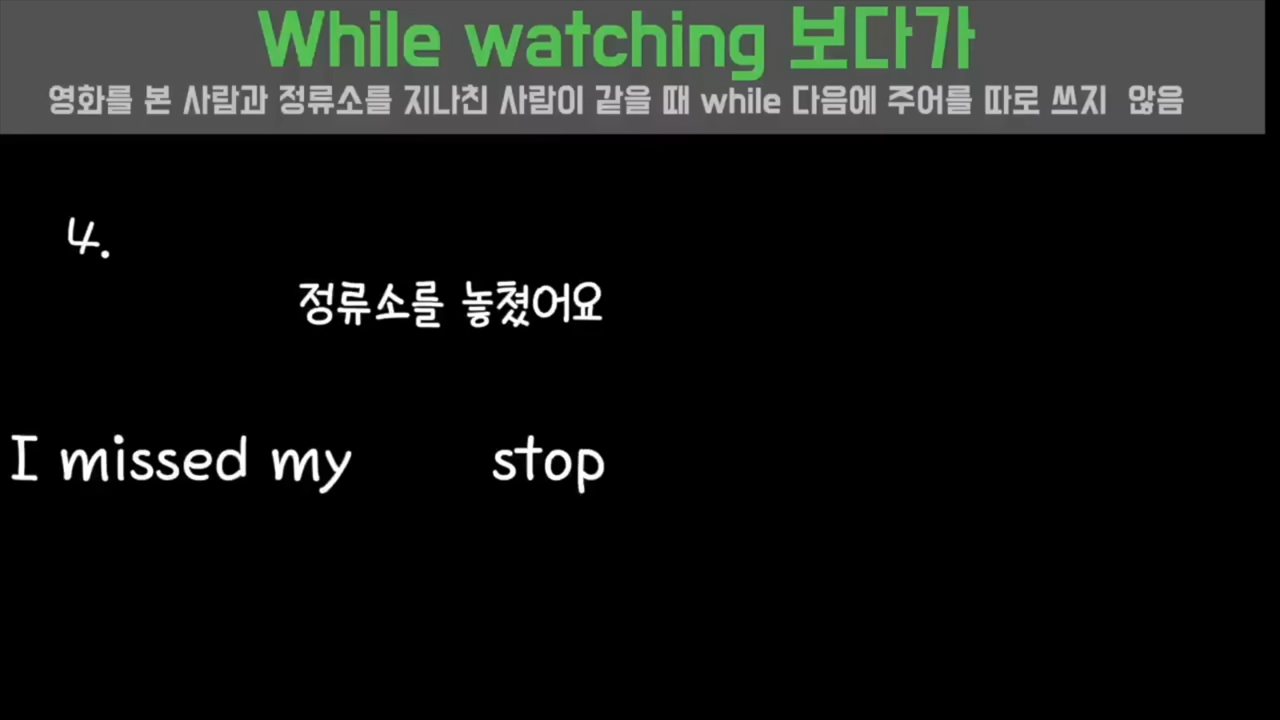 While watching 보다가
영화를 본 사람과 정류소를 지나친 사람이 같을 때 while 다음에 주어를 따로 쓰지 않음
4.
정류소를 놓쳤어요
I missed my stop